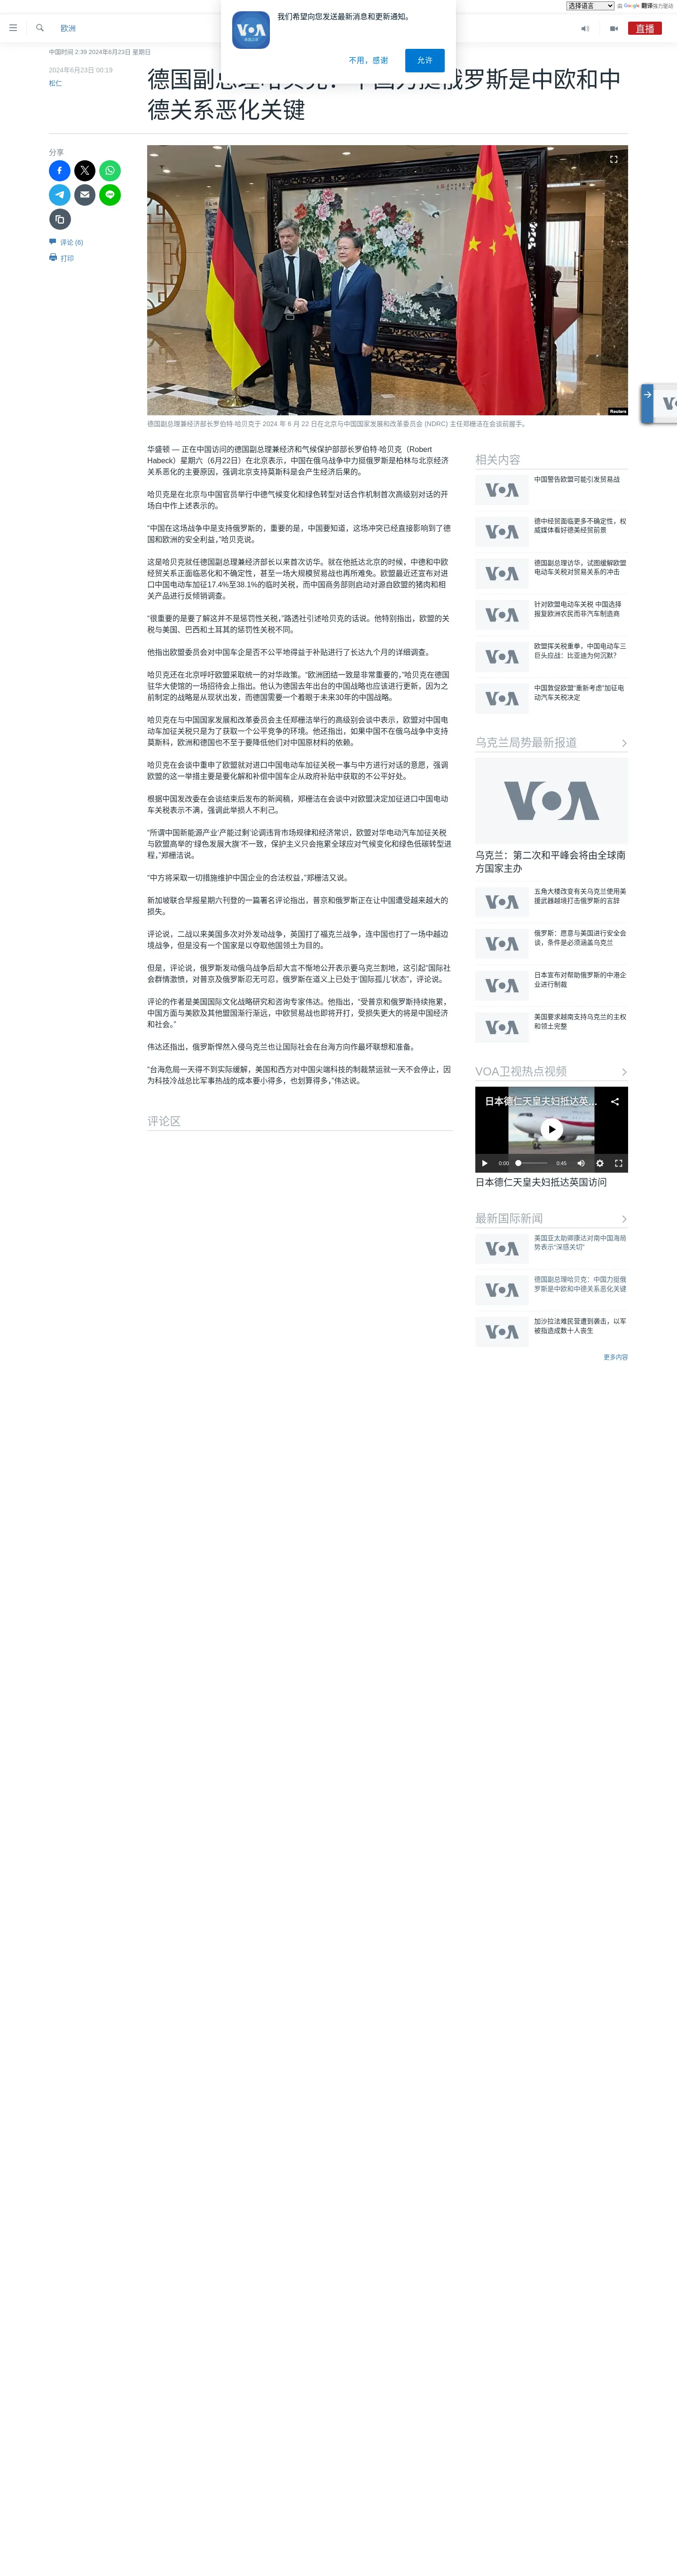 选择语言
由 Google 翻译强力驱动
VOA
美国之音
我们希望向您发送最新消息和更新通知。
不用，感谢
允许
欧洲
直播
中国时间 2:39 2024年6月23日 星期日
2024年6月23日 00:19
松仁
德关系恶化关键
分享
评论 (6)
打印
Reuters
德国副总理兼经济部长罗伯特·哈贝克于 2024 年 6 月 22 日在北京与中国国家发展和改革委员会 (NDRC) 主任郑栅洁在会谈前握手。
华盛顿 — 正在中国访问的德国副总理兼经济和气候保护部部长罗伯特·哈贝克（Robert
Habeck）星期六（6月22日）在北京表示，中国在俄乌战争中力挺俄罗斯是柏林与北京经济
关系恶化的主要原因，强调北京支持莫斯科是会产生经济后果的。
哈贝克是在北京与中国官员举行中德气候变化和绿色转型对话合作机制首次高级别对话的开
场白中作上述表示的。
“中国在这场战争中是支持俄罗斯的，重要的是，中国要知道，这场冲突已经直接影响到了德
国和欧洲的安全利益，”哈贝克说。
这是哈贝克就任德国副总理兼经济部长以来首次访华。就在他抵达北京的时候，中德和中欧
经贸关系正面临恶化和不确定性，甚至一场大规模贸易战也再所难免。欧盟最近还宣布对进
口中国电动车加征17.4%至38.1%的临时关税，而中国商务部则启动对源自欧盟的猪肉和相
关产品进行反倾销调查。
“很重要的是要了解这并不是惩罚性关税，”路透社引述哈贝克的话说。他特别指出，欧盟的关
税与美国、巴西和土耳其的惩罚性关税不同。
他指出欧盟委员会对中国车企是否不公平地得益于补贴进行了长达九个月的详细调查。
哈贝克还在北京呼吁欧盟采取统一的对华政策。“欧洲团结一致是非常重要的，”哈贝克在德国
驻华大使馆的一场招待会上指出。他认为德国去年出台的中国战略也应该进行更新，因为之
前制定的战略是从现状出发，而德国需要一个着眼于未来30年的中国战略。
哈贝克在与中国国家发展和改革委员会主任郑栅洁举行的高级别会谈中表示，欧盟对中国电
动车加征关税只是为了获取一个公平竞争的环境。他还指出，如果中国不在俄乌战争中支持
莫斯科，欧洲和德国也不至于要降低他们对中国原材料的依赖。
哈贝克在会谈中重申了欧盟就对进口中国电动车加征关税一事与中方进行对话的意愿，强调
欧盟的这一举措主要是要化解和补偿中国车企从政府补贴中获取的不公平好处。
根据中国发改委在会谈结束后发布的新闻稿，郑栅洁在会谈中对欧盟决定加征进口中国电动
车关税表示不满，强调此举损人不利己。
“所谓中国新能源产业‘产能过剩’论调违背市场规律和经济常识，欧盟对华电动汽车加征关税
与欧盟高举的‘绿色发展大旗’不一致，保护主义只会拖累全球应对气候变化和绿色低碳转型进
程，”郑栅洁说。
“中方将采取一切措施维护中国企业的合法权益，”郑栅洁又说。
新加坡联合早报星期六刊登的一篇署名评论指出，普京和俄罗斯正在让中国遭受越来越大的
损失。
评论说，二战以来美国多次对外发动战争，英国打了福克兰战争，连中国也打了一场中越边
境战争，但是没有一个国家是以夺取他国领土为目的。
但是，评论说，俄罗斯发动俄乌战争后却大言不惭地公开表示要乌克兰割地，这引起“国际社
会群情激愤，对普京及俄罗斯忍无可忍，俄罗斯在道义上已处于‘国际孤儿’状态”，评论说。
评论的作者是美国国际文化战略研究和咨询专家伟达。他指出，“受普京和俄罗斯持续拖累，
中国方面与美欧及其他盟国渐行渐远，中欧贸易战也即将开打，受损失更大的将是中国经济
和社会。”
伟达还指出，俄罗斯悍然入侵乌克兰也让国际社会在台海方向作最坏联想和准备。
“台海危局一天得不到实际缓解，美国和西方对中国尖端科技的制裁禁运就一天不会停止，因
为科技冷战总比军事热战的成本要小得多，也划算得多，”伟达说。
评论区
相关内容
VOA
中国警告欧盟可能引发贸易战
VOA
德中经贸面临更多不确定性，权
威媒体看好德美经贸前景
VOA
德国副总理访华，试图缓解欧盟
电动车关税对贸易关系的冲击
VOA
针对欧盟电动车关税 中国选择
报复欧洲农民而非汽车制造商
VOA
欧盟挥关税重拳，中国电动车三
巨头应战：比亚迪为何沉默？
VOA
中国敦促欧盟“重新考虑”加征电
动汽车关税决定
乌克兰局势最新报道
VOA
乌克兰：第二次和平峰会将由全球南
方国家主办
VOA
五角大楼改变有关乌克兰使用美
援武器越境打击俄罗斯的言辞
VOA
俄罗斯：愿意与美国进行安全会
谈，条件是必须涵盖乌克兰
VOA
日本宣布对帮助俄罗斯的中港企
业进行制裁
VOA
美国要求越南支持乌克兰的主权
和领土完整
VOA卫视热点视频
日本德仁天皇夫妇抵达英…
0:00
0:45
日本德仁天皇夫妇抵达英国访问
最新国际新闻
VOA
美国亚太助卿康达对南中国海局
势表示“深感关切”
VOA
德国副总理哈贝克：中国力挺俄
罗斯是中欧和中德关系恶化关键
VOA
加沙拉法难民营遭到袭击，以军
被指造成数十人丧生
更多内容